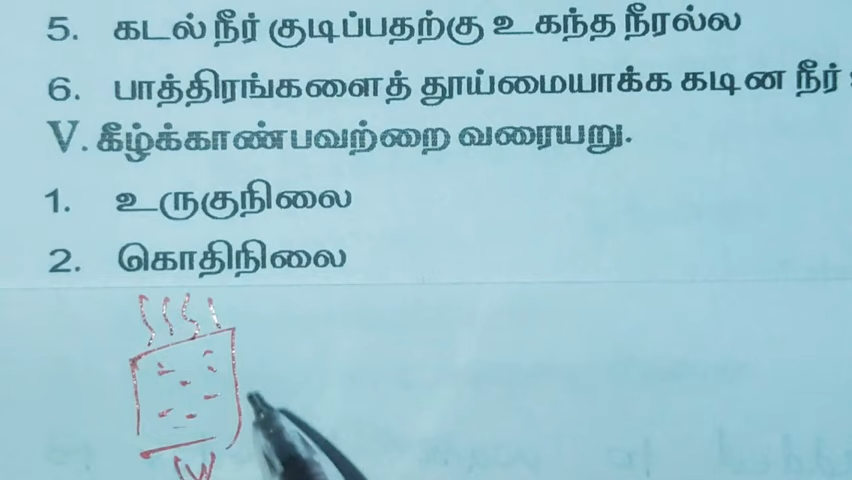 5. கடல் நீர் குடிப்பதற்கு உகந்த நீரல்ல
6. பாத்திரங்களைத் தூய்மையாக்க கடின நீர்
V. கீழ்க்காண்பவற்றை வரையறு.
1. உருகுநிலை
2. கொதிநிலை